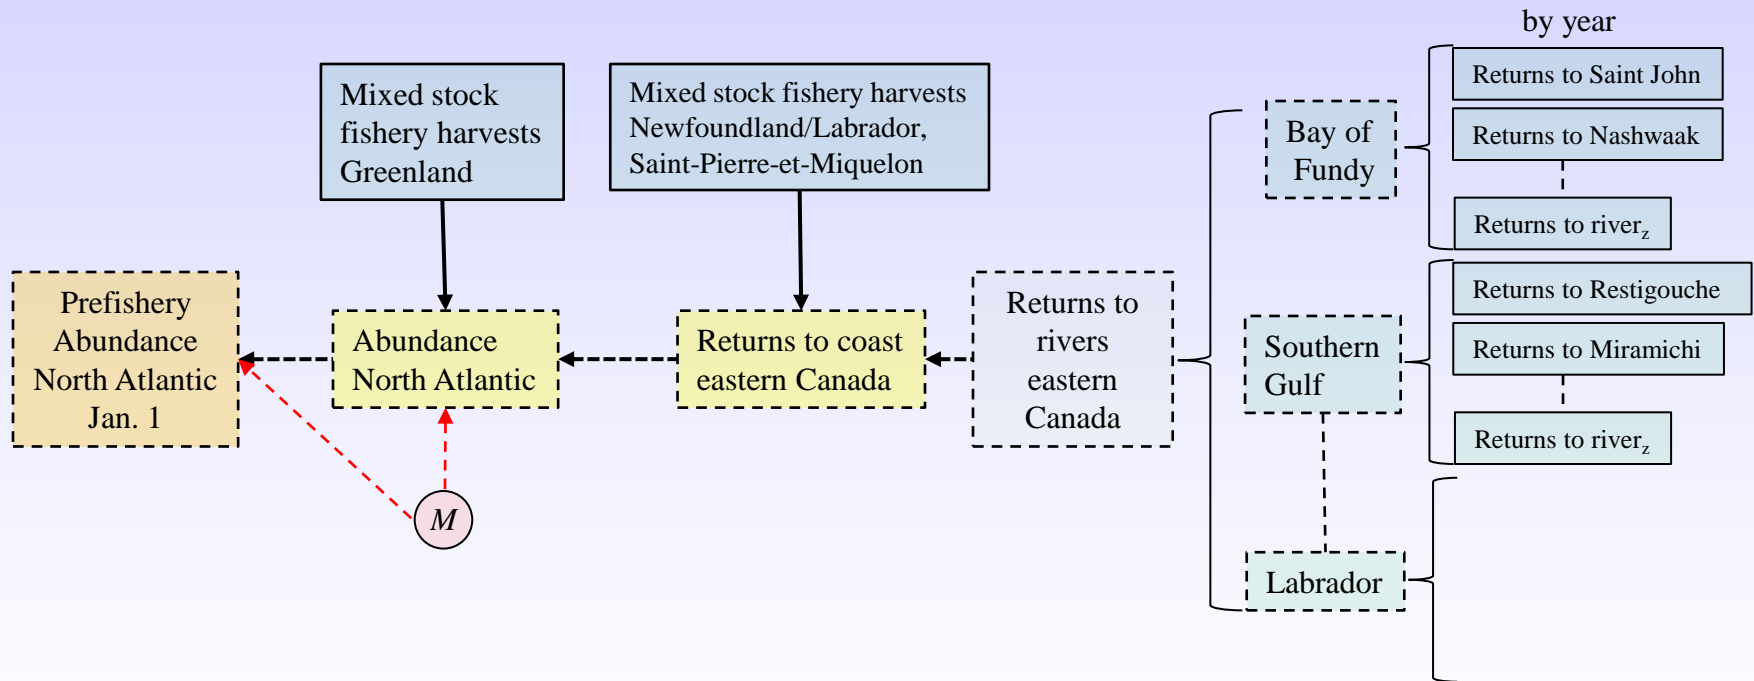 by year
Mixed stock
fishery harvests
Greenland
Mixed stock fishery harvests
Newfoundland/Labrador,
Saint-Pierre-et-Miquelon
Prefishery
Abundance
North Atlantic
Jan. 1
Abundance
North Atlantic
Returns to coast
eastern Canada
Returns to
rivers
eastern
Canada
M
Bay of
Fundy
Returns to Saint John
Returns to Nashwaak
Returns to river_z
Southern
Gulf
Returns to Restigouche
Returns to Miramichi
Returns to river_z
Labrador